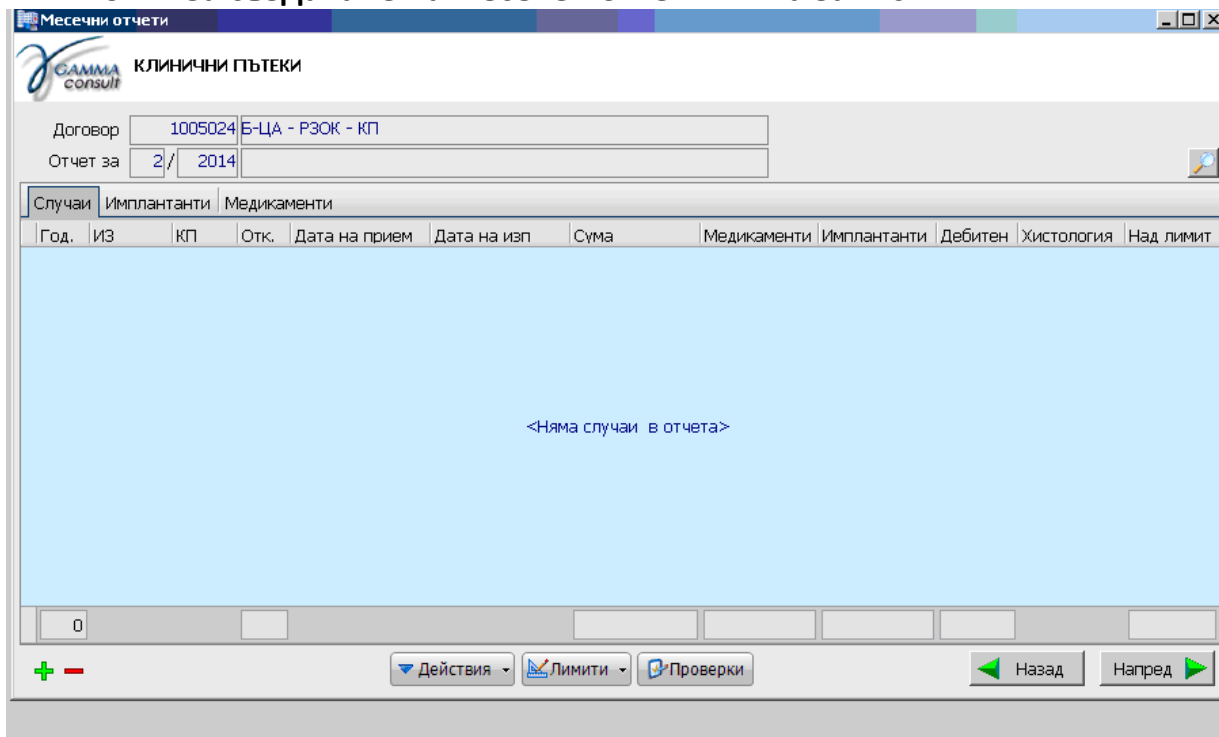 Месечни отчети
GAMMA consult
КЛИНИЧНИ ПЪТЕКИ
Договор 1005024 Б-ЦА - РЗОК - КП
Отчет за 2 / 2014
Случаи Имплантанти Медикаменти
Год. ИЗ КП Отк. Дата на прием Дата на изп Сума Медикаменти Имплантанти Дебитен Хистология Над лимит
<Няма случаи в отчета>
0
Действия Лимити Проверки Назад Напред